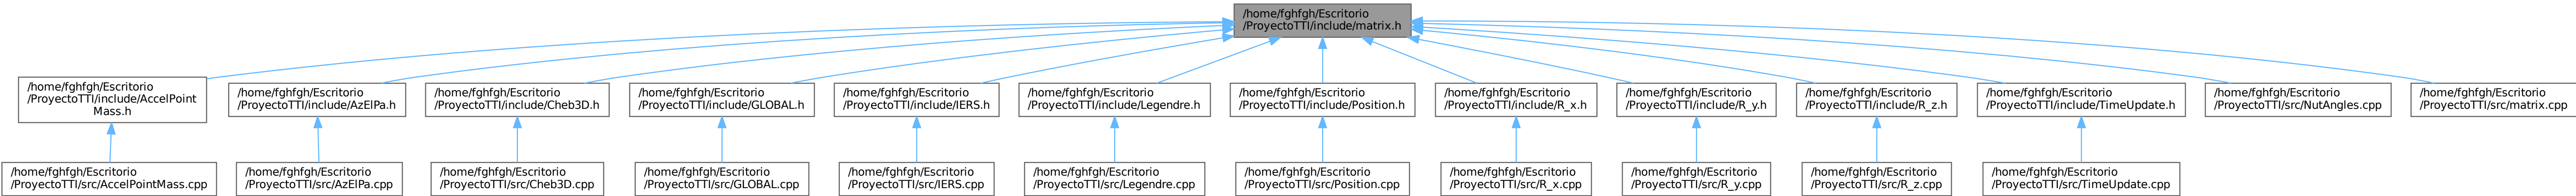 /home/fghfgh/Escritorio
/ProyectoTTI/include/matrix.h
/home/fghfgh/Escritorio
/ProyectoTTI/include/AccelPoint
Mass.h
/home/fghfgh/Escritorio
/ProyectoTTI/include/AzElPa.h
/home/fghfgh/Escritorio
/ProyectoTTI/include/Cheb3D.h
/home/fghfgh/Escritorio
/ProyectoTTI/include/GLOBAL.h
/home/fghfgh/Escritorio
/ProyectoTTI/include/IERS.h
/home/fghfgh/Escritorio
/ProyectoTTI/include/Legendre.h
/home/fghfgh/Escritorio
/ProyectoTTI/include/Position.h
/home/fghfgh/Escritorio
/ProyectoTTI/include/R_x.h
/home/fghfgh/Escritorio
/ProyectoTTI/include/R_y.h
/home/fghfgh/Escritorio
/ProyectoTTI/include/R_z.h
/home/fghfgh/Escritorio
/ProyectoTTI/include/TimeUpdate.h
/home/fghfgh/Escritorio
/ProyectoTTI/src/NutAngles.cpp
/home/fghfgh/Escritorio
/ProyectoTTI/src/matrix.cpp
/home/fghfgh/Escritorio
/ProyectoTTI/src/AccelPointMass.cpp
/home/fghfgh/Escritorio
/ProyectoTTI/src/AzElPa.cpp
/home/fghfgh/Escritorio
/ProyectoTTI/src/Cheb3D.cpp
/home/fghfgh/Escritorio
/ProyectoTTI/src/GLOBAL.cpp
/home/fghfgh/Escritorio
/ProyectoTTI/src/IERS.cpp
/home/fghfgh/Escritorio
/ProyectoTTI/src/Legendre.cpp
/home/fghfgh/Escritorio
/ProyectoTTI/src/Position.cpp
/home/fghfgh/Escritorio
/ProyectoTTI/src/R_x.cpp
/home/fghfgh/Escritorio
/ProyectoTTI/src/R_y.cpp
/home/fghfgh/Escritorio
/ProyectoTTI/src/R_z.cpp
/home/fghfgh/Escritorio
/ProyectoTTI/src/TimeUpdate.cpp